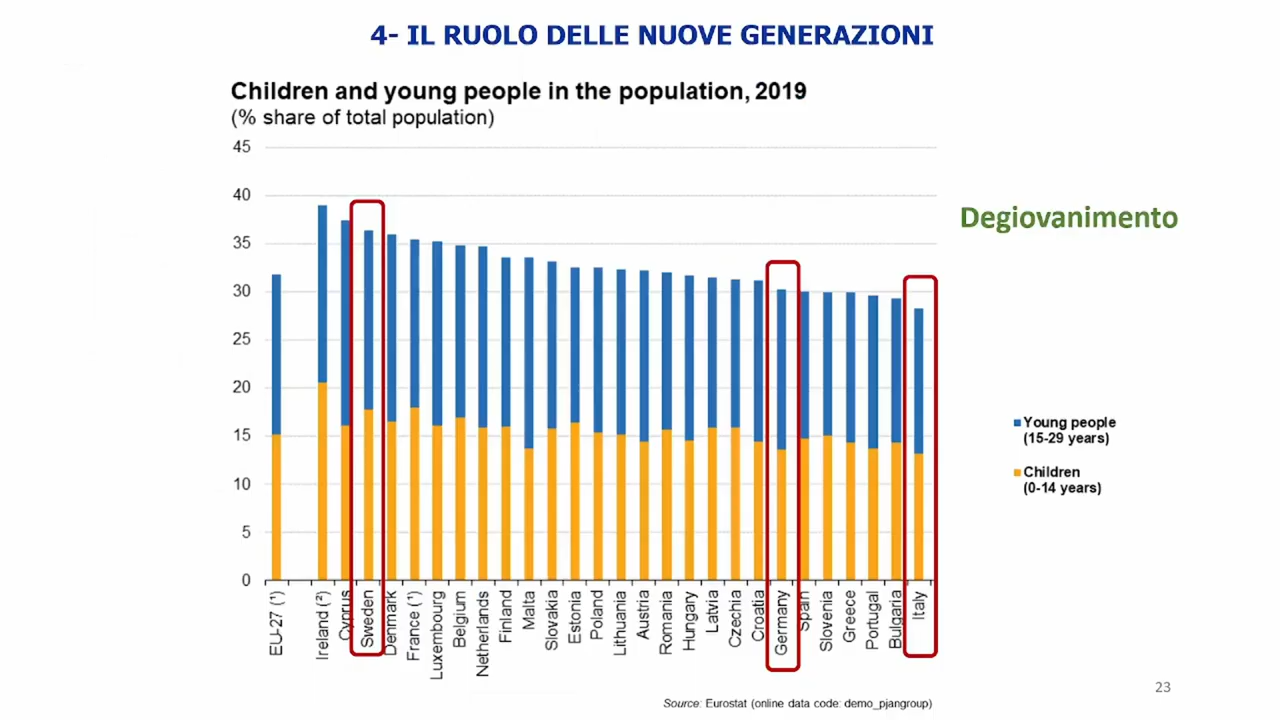 4- IL RUOLO DELLE NUOVE GENERAZIONI
Children and young people in the population, 2019
(% share of total population)
45
40
35
30
25
20
15
10
5
0
Degiovanimento
Young people
(15-29 years)
Children
(0-14 years)
EU-27 (¹)
Ireland (²)
Cyprus
Sweden
Denmark
France (¹)
Luxembourg
Belgium
Netherlands
Finland
Malta
Slovakia
Estonia
Poland
Lithuania
Austria
Romania
Hungary
Latvia
Czechia
Croatia
Germany
Spain
Slovenia
Greece
Portugal
Bulgaria
Italy
Source: Eurostat (online data code: demo_pjangroup)
23